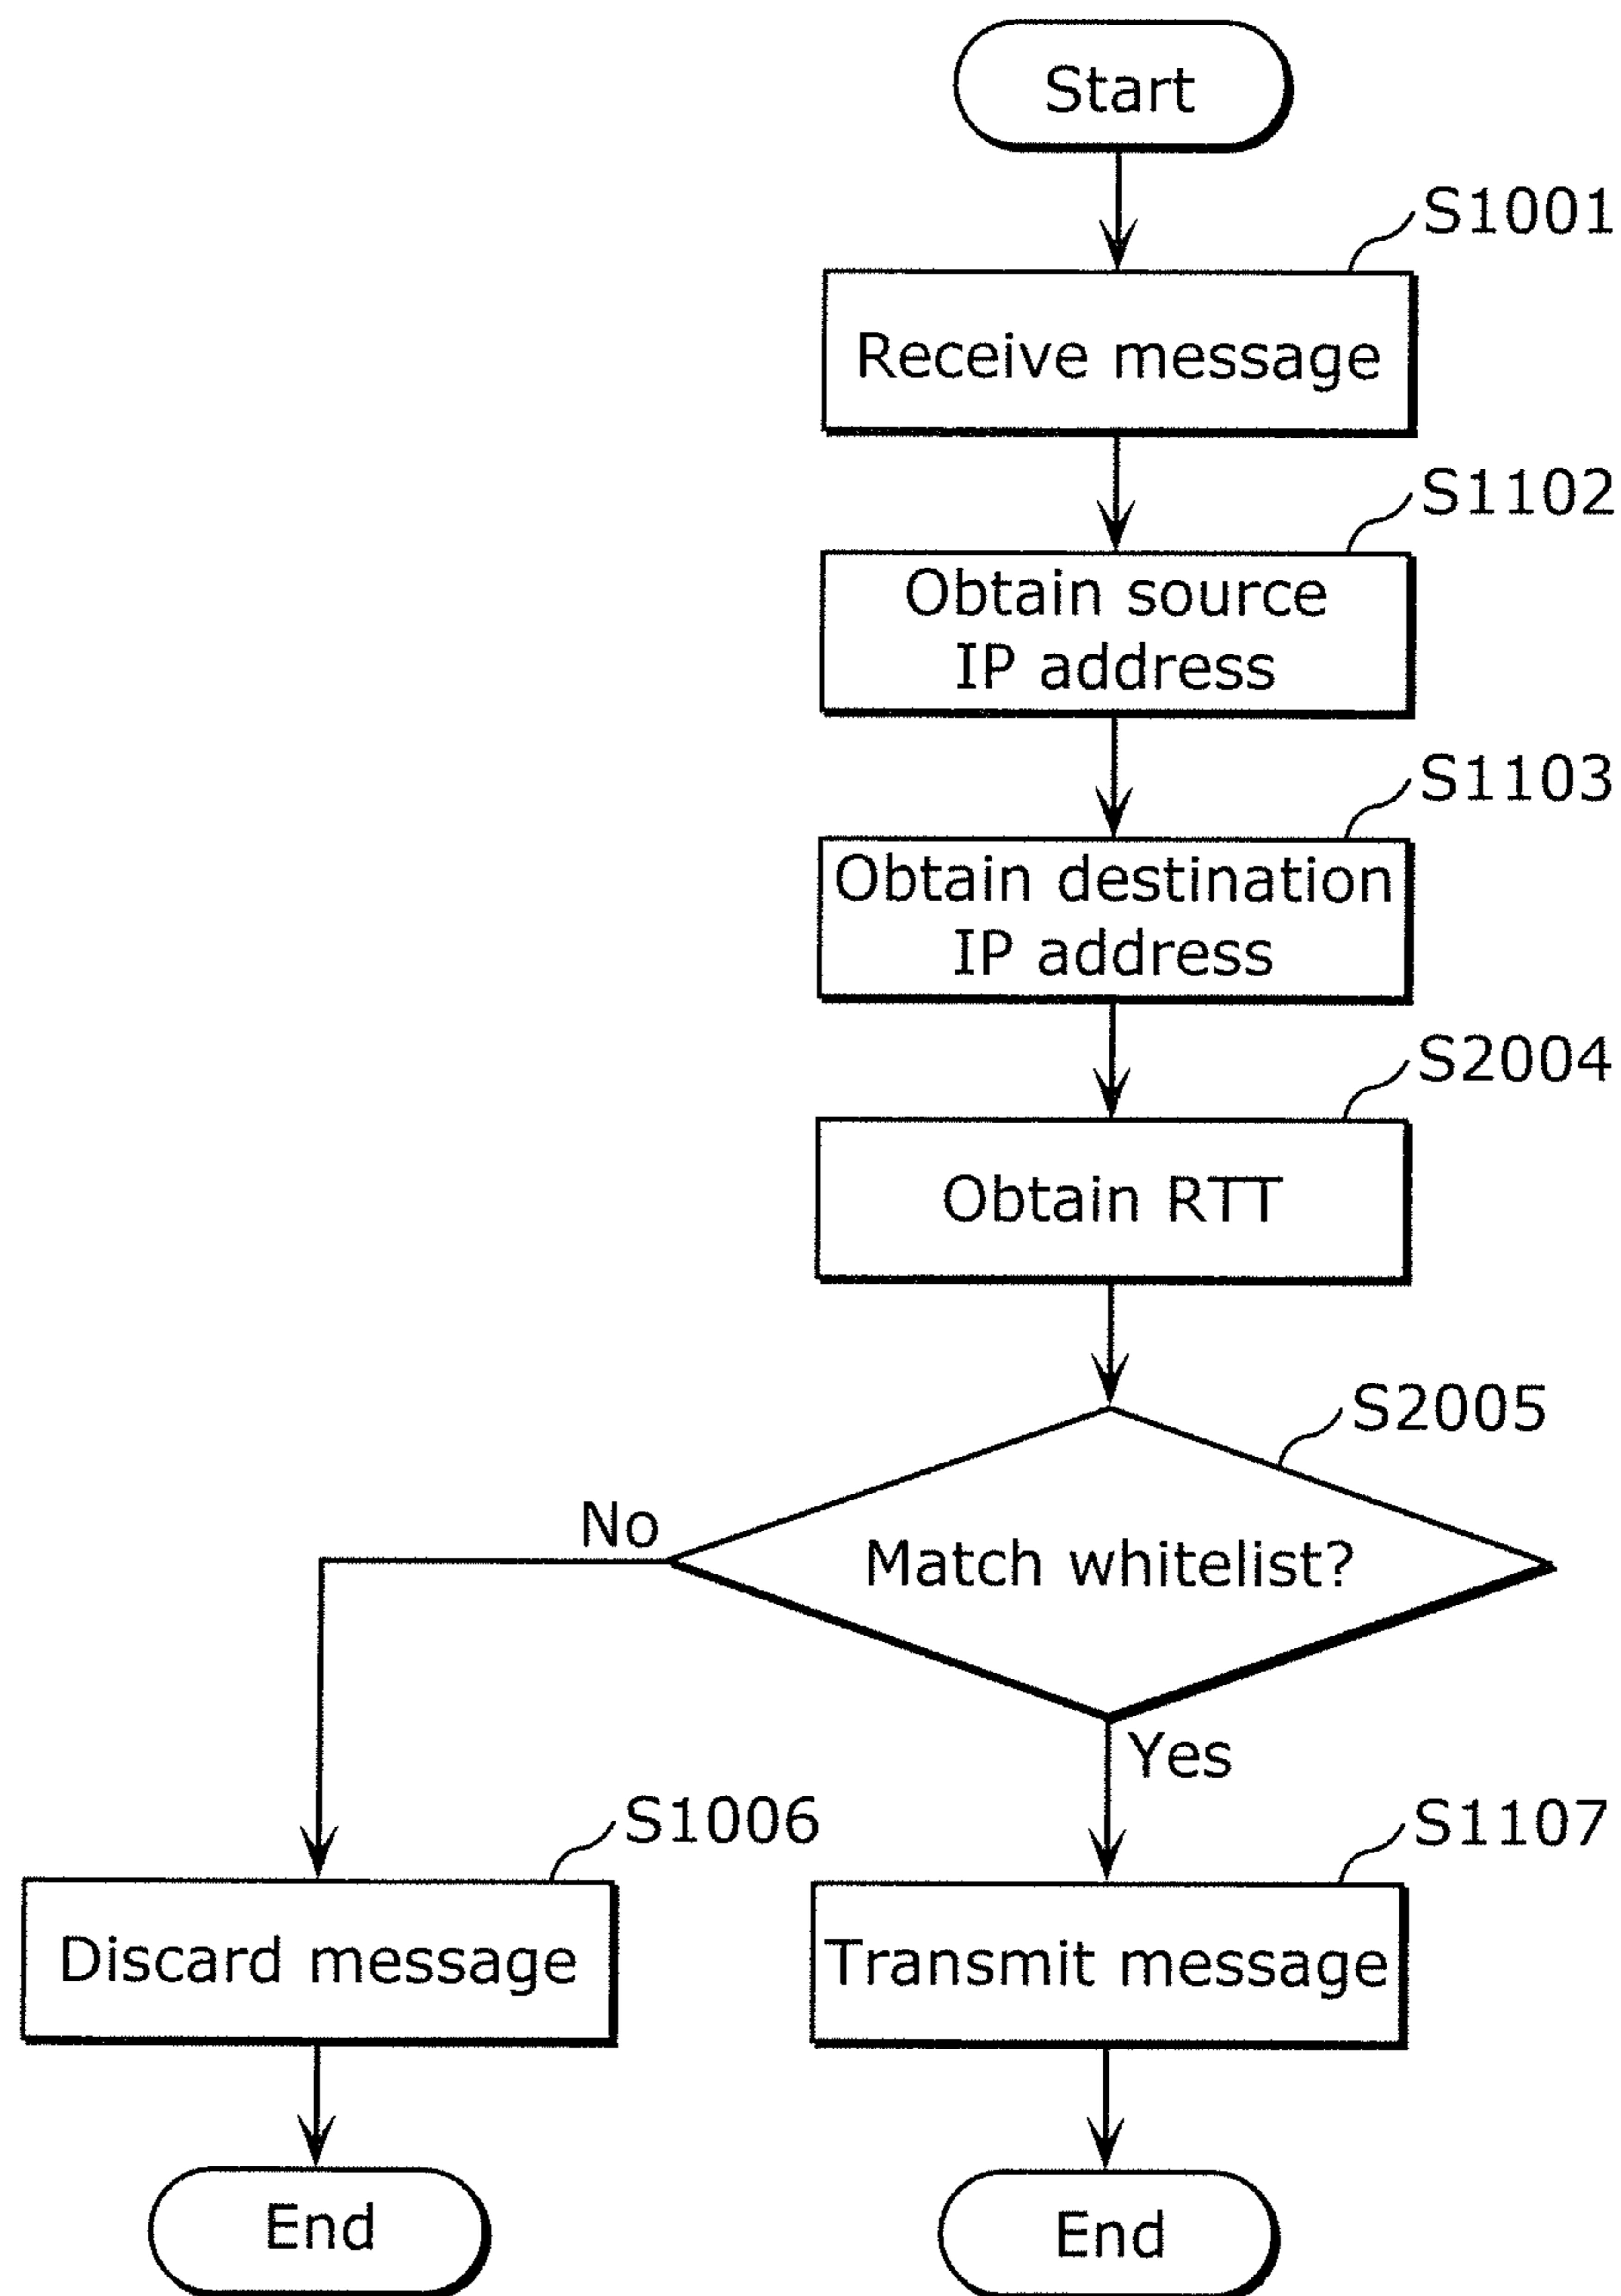 Start
S1001
Receive message
S1102
Obtain source
IP address
S1103
Obtain destination
IP address
S2004
Obtain RTT
S2005
Match whitelist?
No
Yes
S1006
Discard message
S1107
Transmit message
End
End